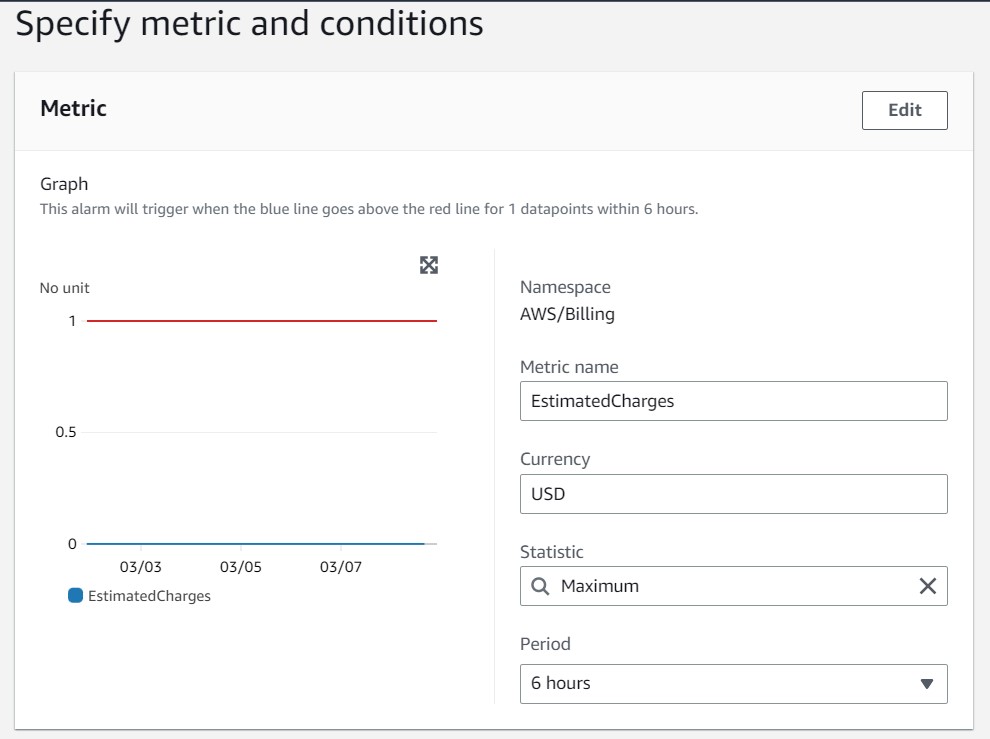 Specify metric and conditions
Metric
Edit
Graph
This alarm will trigger when the blue line goes above the red line for 1 datapoints within 6 hours.
No unit
1
0.5
0
03/03 03/05 03/07
EstimatedCharges
Namespace
AWS/Billing
Metric name
EstimatedCharges
Currency
USD
Statistic
Maximum
Period
6 hours